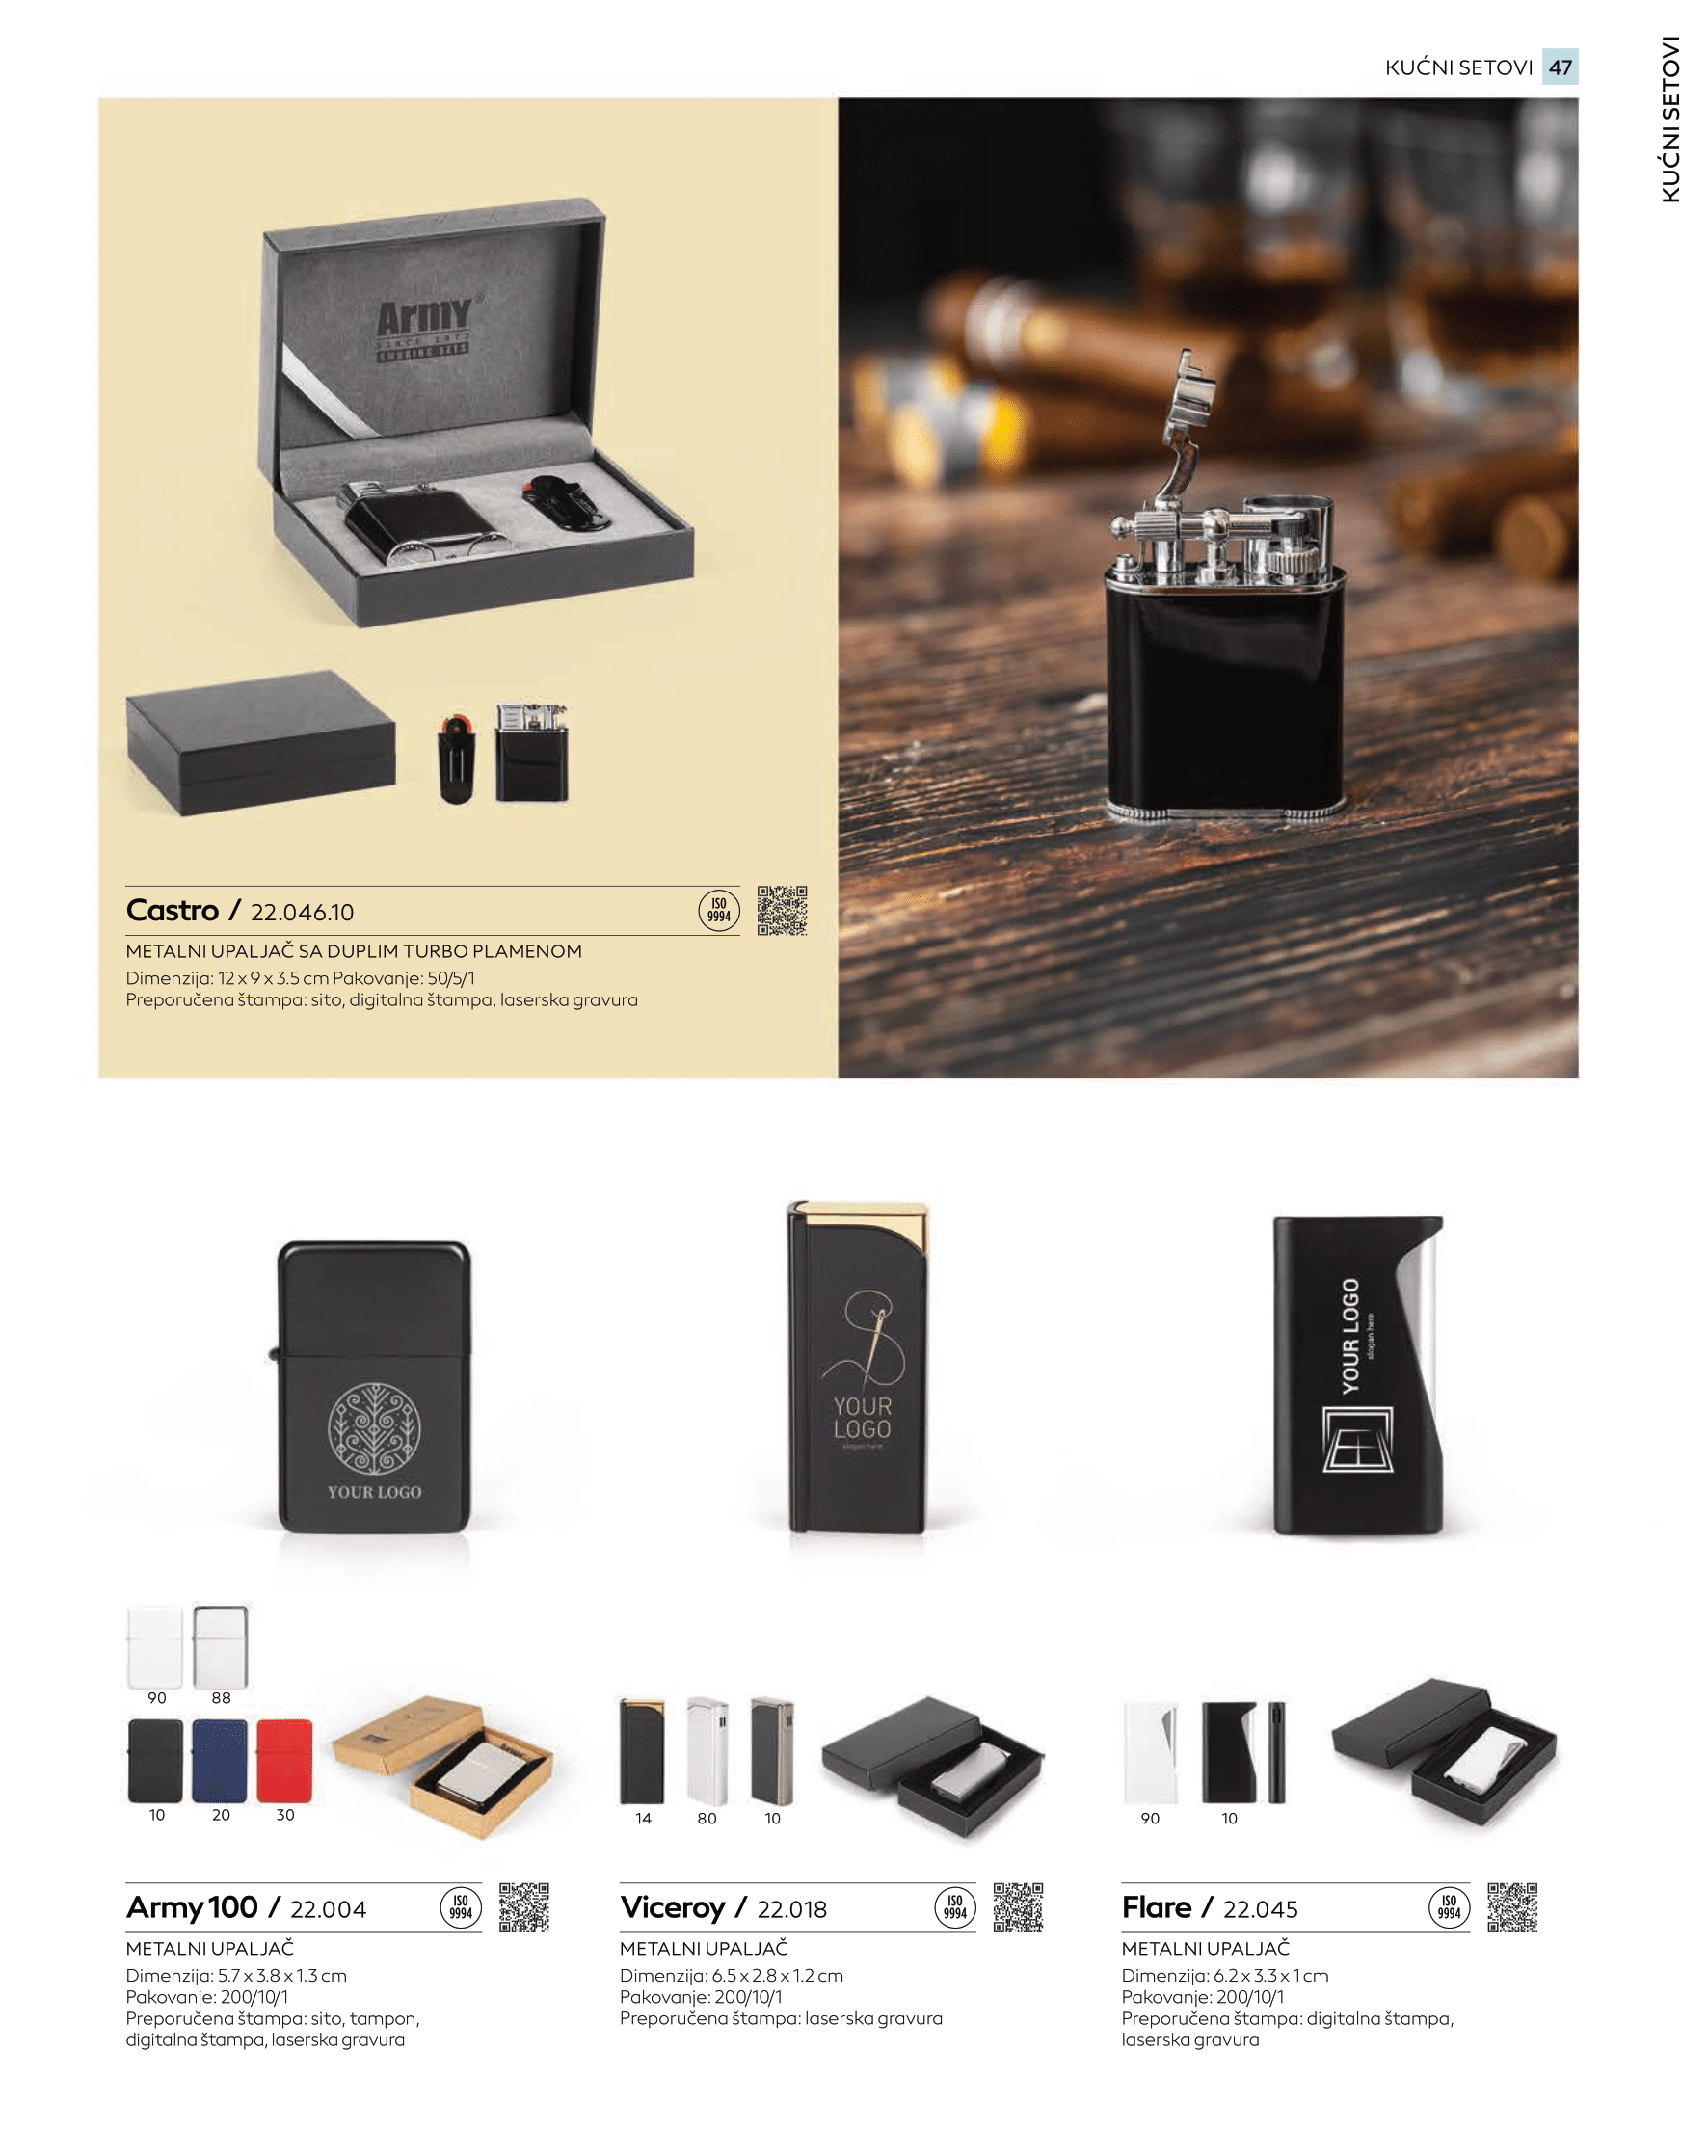 KUĆNI SETOVI 47
KUĆNI SETOVI
Army®
SINCE 1977
SMOKING SETS
Castro / 22.046.10
ISO
9994
METALNI UPALJAČ SA DUPLIM TURBO PLAMENOM
Dimenzija: 12 x 9 x 3.5 cm Pakovanje: 50/5/1
Preporučena štampa: sito, digitalna štampa, laserska gravura
YOUR LOGO
YOUR
LOGO
slogan here
YOUR LOGO
slogan here
90 88
10 20 30
14 80 10
90 10
Army 100 / 22.004
ISO
9994
METALNI UPALJAČ
Dimenzija: 5.7 x 3.8 x 1.3 cm
Pakovanje: 200/10/1
Preporučena štampa: sito, tampon,
digitalna štampa, laserska gravura
Viceroy / 22.018
ISO
9994
METALNI UPALJAČ
Dimenzija: 6.5 x 2.8 x 1.2 cm
Pakovanje: 200/10/1
Preporučena štampa: laserska gravura
Flare / 22.045
ISO
9994
METALNI UPALJAČ
Dimenzija: 6.2 x 3.3 x 1 cm
Pakovanje: 200/10/1
Preporučena štampa: digitalna štampa,
laserska gravura